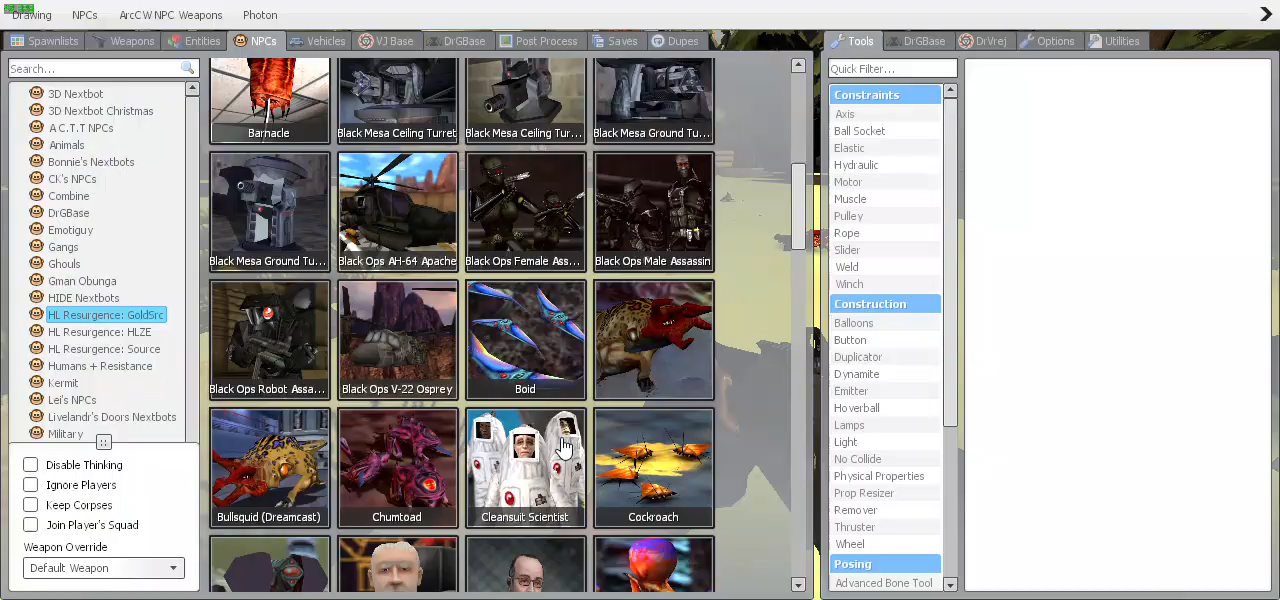 Drawing NPCs ArcCW NPC Weapons Photon
Spawnlists Weapons Entities NPCs Vehicles VJ Base DrGBase Post Process Saves Dupes
Tools DrGBase DrVrej Options Utilities
Search...
3D Nextbot
3D Nextbot Christmas
A.C.T.T NPCs
Animals
Bonnie's Nextbots
CK's NPCs
Combine
DrGBase
Emotiguy
Gangs
Ghouls
Gman Obunga
HIDE Nextbots
HL Resurgence: GoldSrc
HL Resurgence: HLZE
HL Resurgence: Source
Humans + Resistance
Kermit
Lei's NPCs
Livelandr's Doors Nextbots
Military
Disable Thinking
Ignore Players
Keep Corpses
Join Player's Squad
Weapon Override
Default Weapon
Barnacle
Black Mesa Ceiling Turret
Black Mesa Ceiling Tur...
Black Mesa Ground Tu...
Black Mesa Ground Tu...
Black Ops AH-64 Apache
Black Ops Female Ass...
Black Ops Male Assassin
Black Ops Robot Assa...
Black Ops V-22 Osprey
Boid
Bullsquid (Dreamcast)
Chumtoad
Cleansuit Scientist
Cockroach
Quick Filter...
Constraints
Axis
Ball Socket
Elastic
Hydraulic
Motor
Muscle
Pulley
Rope
Slider
Weld
Winch
Construction
Balloons
Button
Duplicator
Dynamite
Emitter
Hoverball
Lamps
Light
No Collide
Physical Properties
Prop Resizer
Remover
Thruster
Wheel
Posing
Advanced Bone Tool